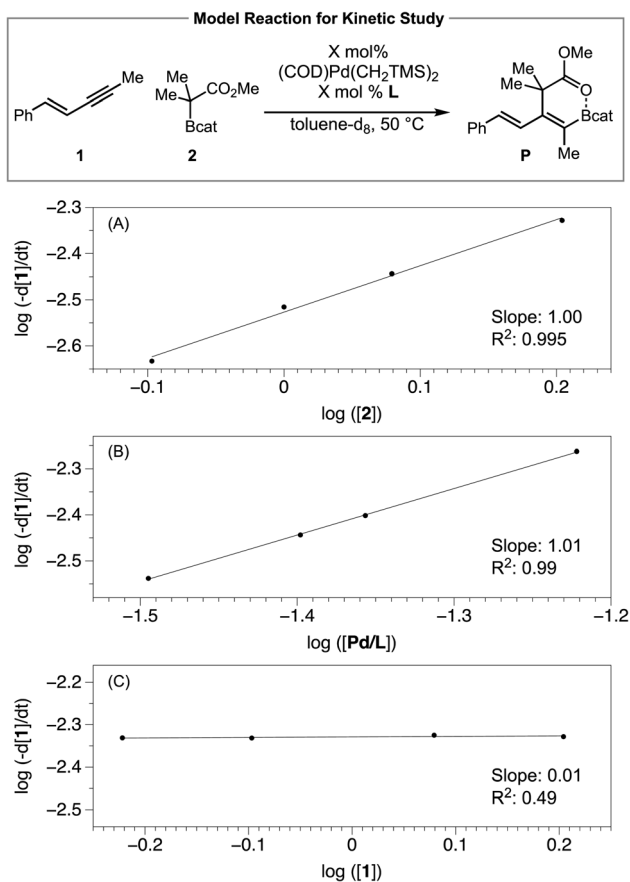 Model Reaction for Kinetic Study
X mol%
(COD)Pd(CH2TMS)2
X mol % L
toluene-d8, 50 °C
Ph
Me
1
Me
Me
CO2Me
Bcat
2
OMe
Me
Me
O
Bcat
Ph
Me
P
(A)
log (-d[1]/dt)
−2.3
−2.4
−2.5
−2.6
Slope: 1.00
R2: 0.995
−0.1
0
0.1
0.2
log ([2])
(B)
log (-d[1]/dt)
−2.3
−2.4
−2.5
Slope: 1.01
R2: 0.99
−1.5
−1.4
−1.3
−1.2
log ([Pd/L])
(C)
log (-d[1]/dt)
−2.2
−2.3
−2.4
−2.5
Slope: 0.01
R2: 0.49
−0.2
−0.1
0
0.1
0.2
log ([1])